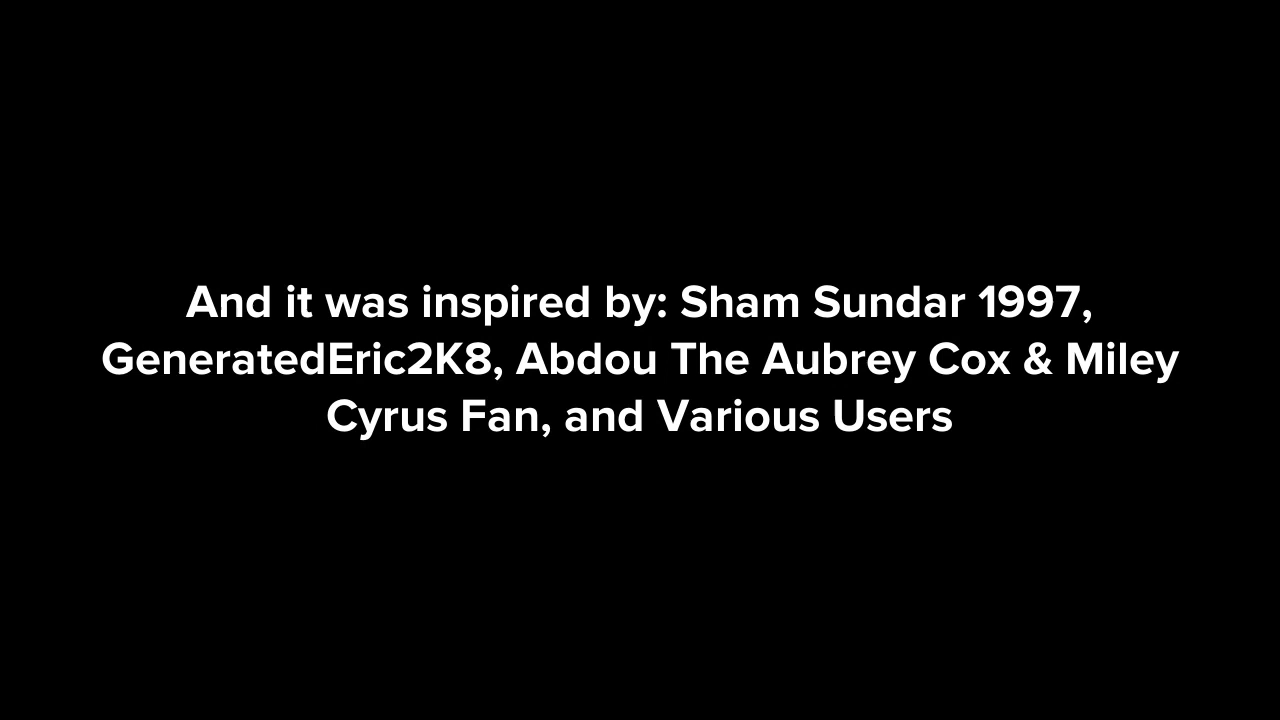 And it was inspired by: Sham Sundar 1997,
GeneratedEric2K8, Abdou The Aubrey Cox & Miley
Cyrus Fan, and Various Users